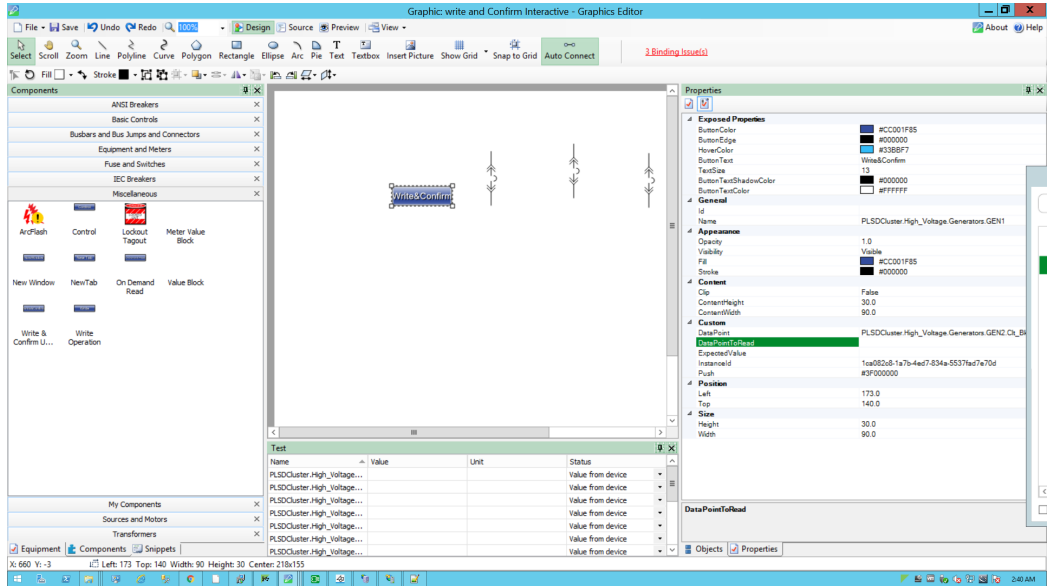 Graphic: write and Confirm Interactive - Graphics Editor
File Save Undo Redo 100% Design Source Preview View About Help
Select Scroll Zoom Line Polyline Curve Polygon Rectangle Ellipse Arc Pie Text Textbox Insert Picture Show Grid Snap to Grid Auto Connect 3 Binding Issue(s)
Fill Stroke
Components
ANSI Breakers
Basic Controls
Busbars and Bus Jumps and Connectors
Equipment and Meters
Fuse and Switches
IEC Breakers
Miscellaneous
ArcFlash Control Lockout Tagout Meter Value Block
New Window NewTab On Demand Read Value Block
Write & Confirm U... Write Operation
My Components
Sources and Motors
Transformers
Equipment Components Snippets
Write&Confirm
Test
Name Value Unit Status
PLSDCluster.High_Voltage... Value from device
PLSDCluster.High_Voltage... Value from device
PLSDCluster.High_Voltage... Value from device
PLSDCluster.High_Voltage... Value from device
PLSDCluster.High_Voltage... Value from device
PLSDCluster.High_Voltage... Value from device
PLSDCluster.High_Voltage... Value from device
Properties
Exposed Properties
ButtonColor #CC001F85
ButtonEdge #000000
HoverColor #33BBF7
ButtonText Write&Confirm
TextSize 13
ButtonTextShadowColor #000000
ButtonTextColor #FFFFFF
General
Id
Name PLSDCluster.High_Voltage.Generators.GEN1
Appearance
Opacity 1.0
Visibility Visible
Fill #CC001F85
Stroke #000000
Content
Clip False
ContentHeight 30.0
ContentWidth 90.0
Custom
DataPoint PLSDCluster.High_Voltage.Generators.GEN2.Clt_Bk
DataPointToRead
ExpectedValue
InstanceId 1ca082c8-1a7b-4ed7-834a-5537fad7e70d
Push #3F000000
Position
Left 173.0
Top 140.0
Size
Height 30.0
Width 90.0
DataPointToRead
Objects Properties
X: 660 Y: -3 Left: 173 Top: 140 Width: 90 Height: 30 Center: 218x155
2:40 AM